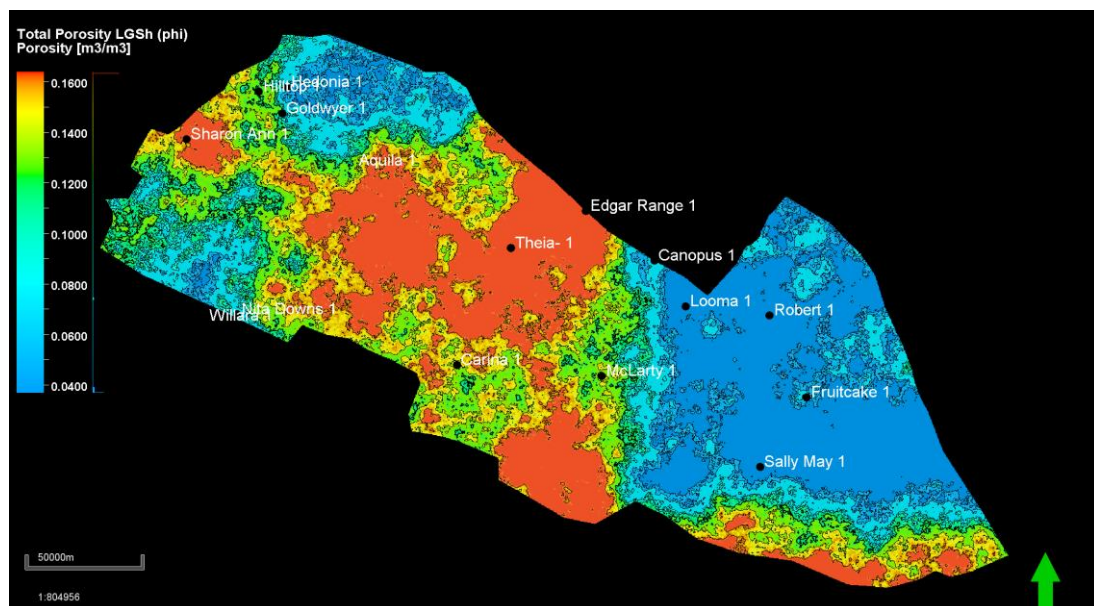 Total Porosity LGSh (phi)
Porosity [m3/m3]
0.1600
0.1400
0.1200
0.1000
0.0800
0.0600
0.0400
Hedonia 1
Hilltop 1
Goldwyer 1
Sharon Ann 1
Aquila- 1
Edgar Range 1
Theia- 1
Canopus 1
Looma 1
Robert 1
Nita Downs 1
Willara 1
Carina 1
McLarty 1
Fruitcake 1
Sally May 1
50000m
1:804956